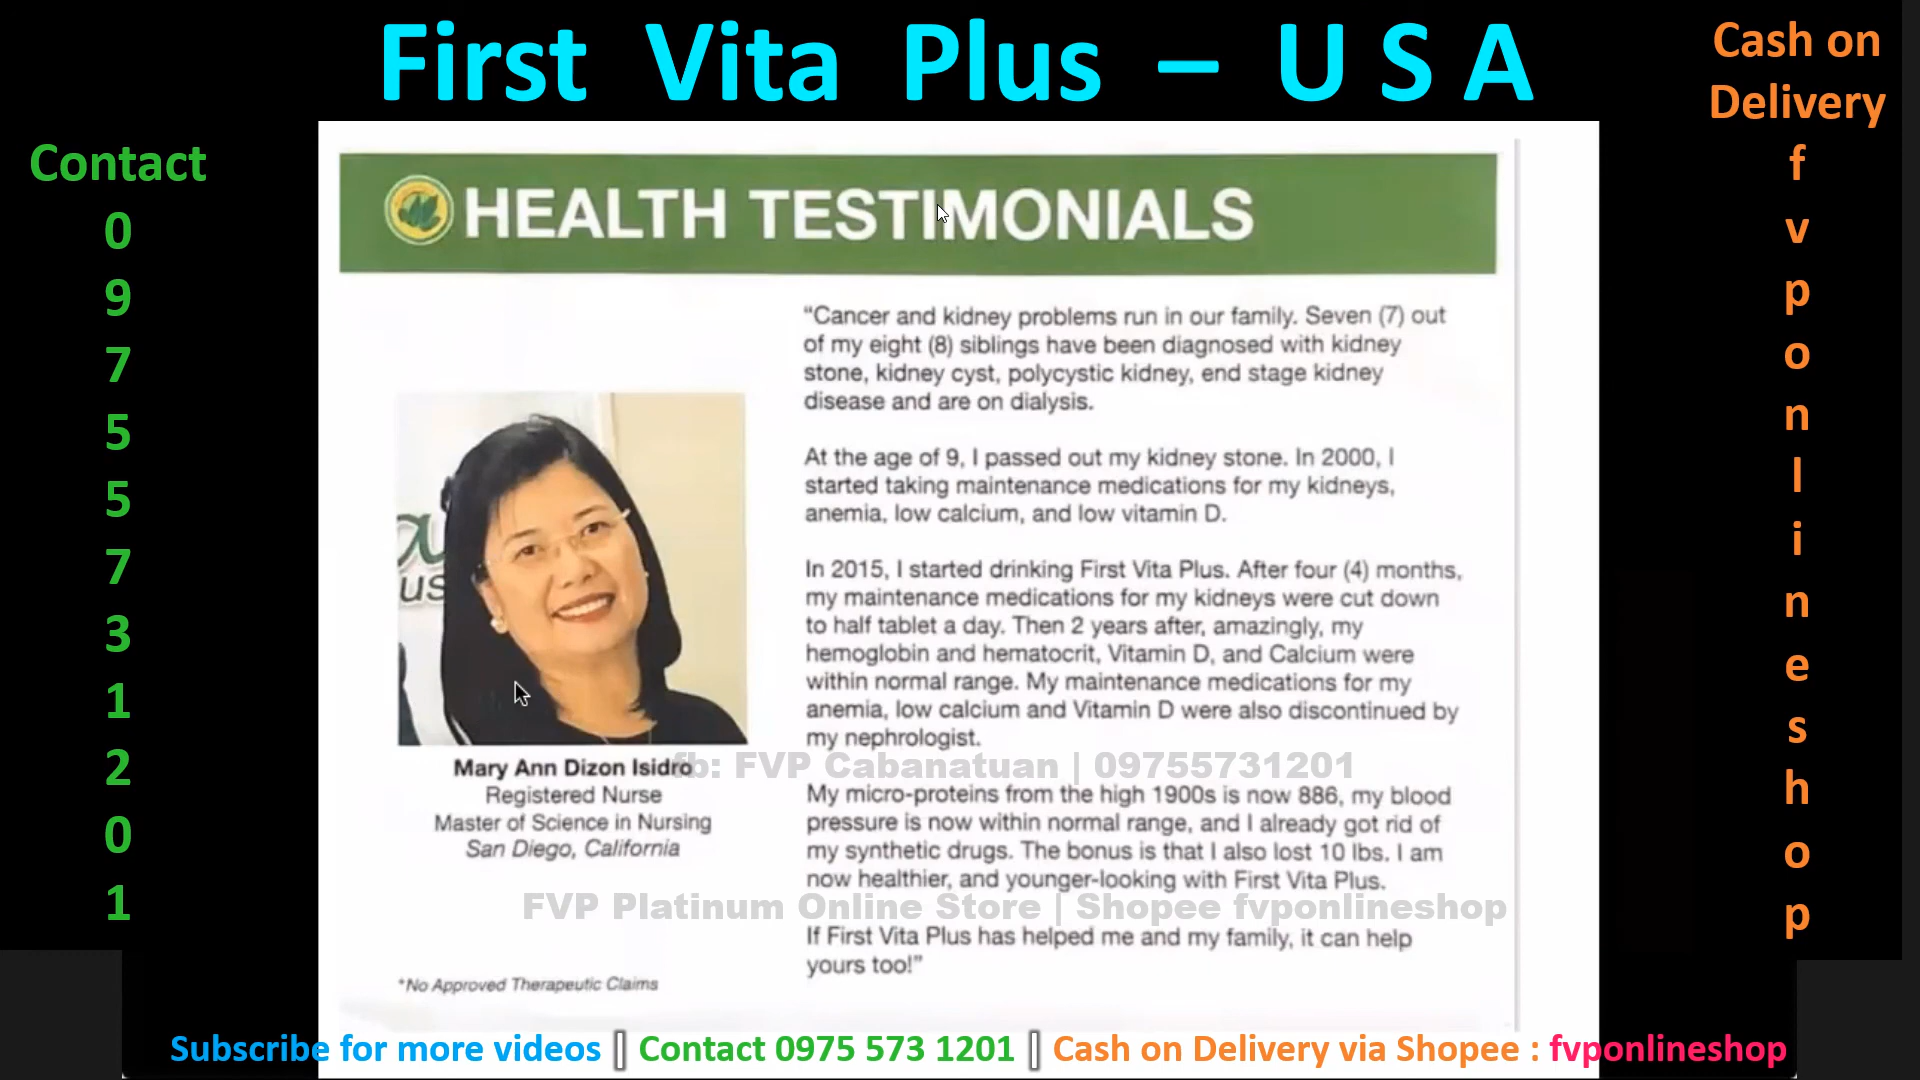 First Vita Plus – U S A
Cash on
Delivery
f
v
p
o
n
l
i
n
e
s
h
o
p
Contact
0
9
7
5
5
7
3
1
2
0
1
HEALTH TESTIMONIALS
“Cancer and kidney problems run in our family. Seven (7) out
of my eight (8) siblings have been diagnosed with kidney
stone, kidney cyst, polycystic kidney, end stage kidney
disease and are on dialysis.
At the age of 9, I passed out my kidney stone. In 2000, I
started taking maintenance medications for my kidneys,
anemia, low calcium, and low vitamin D.
In 2015, I started drinking First Vita Plus. After four (4) months,
my maintenance medications for my kidneys were cut down
to half tablet a day. Then 2 years after, amazingly, my
hemoglobin and hematocrit, Vitamin D, and Calcium were
within normal range. My maintenance medications for my
anemia, low calcium and Vitamin D were also discontinued by
my nephrologist.
fb: FVP Cabanatuan | 09755731201
My micro-proteins from the high 1900s is now 886, my blood
pressure is now within normal range, and I already got rid of
my synthetic drugs. The bonus is that I also lost 10 lbs. I am
now healthier, and younger-looking with First Vita Plus.
FVP Platinum Online Store | Shopee fvponlineshop
If First Vita Plus has helped me and my family, it can help
yours too!”
us
Mary Ann Dizon Isidro
Registered Nurse
Master of Science in Nursing
San Diego, California
*No Approved Therapeutic Claims
Subscribe for more videos | Contact 0975 573 1201 | Cash on Delivery via Shopee : fvponlineshop